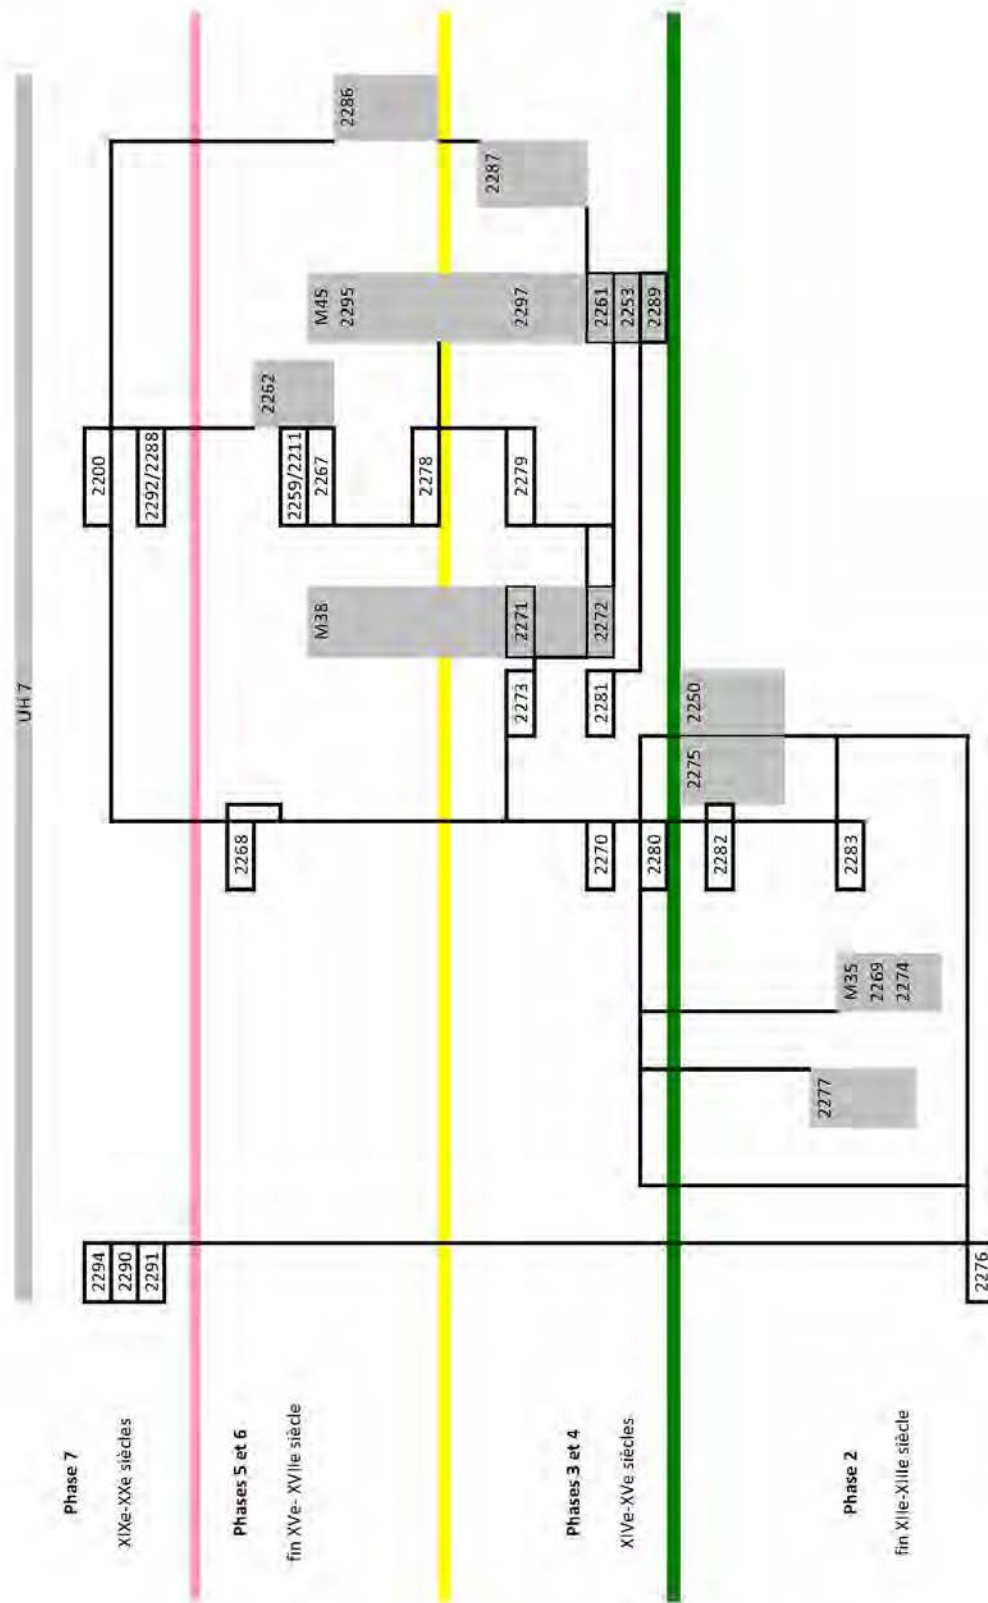 UH 7
Phase 7
XIXe-XXe siècles
2294
2290
2291
2200
2292/2288
Phases 5 et 6
fin XVe- XVIIe siècle
2268
2262
2259/2211
2267
M38
M45
2295
2286
2278
Phases 3 et 4
XIVe-XVe siècles
2273
2271
2279
2297
2287
2270
2281
2272
2261
2280
2253
2289
Phase 2
fin XIIe-XIIIe siècle
2282
2275
2250
2277
M35
2269
2274
2283
2276